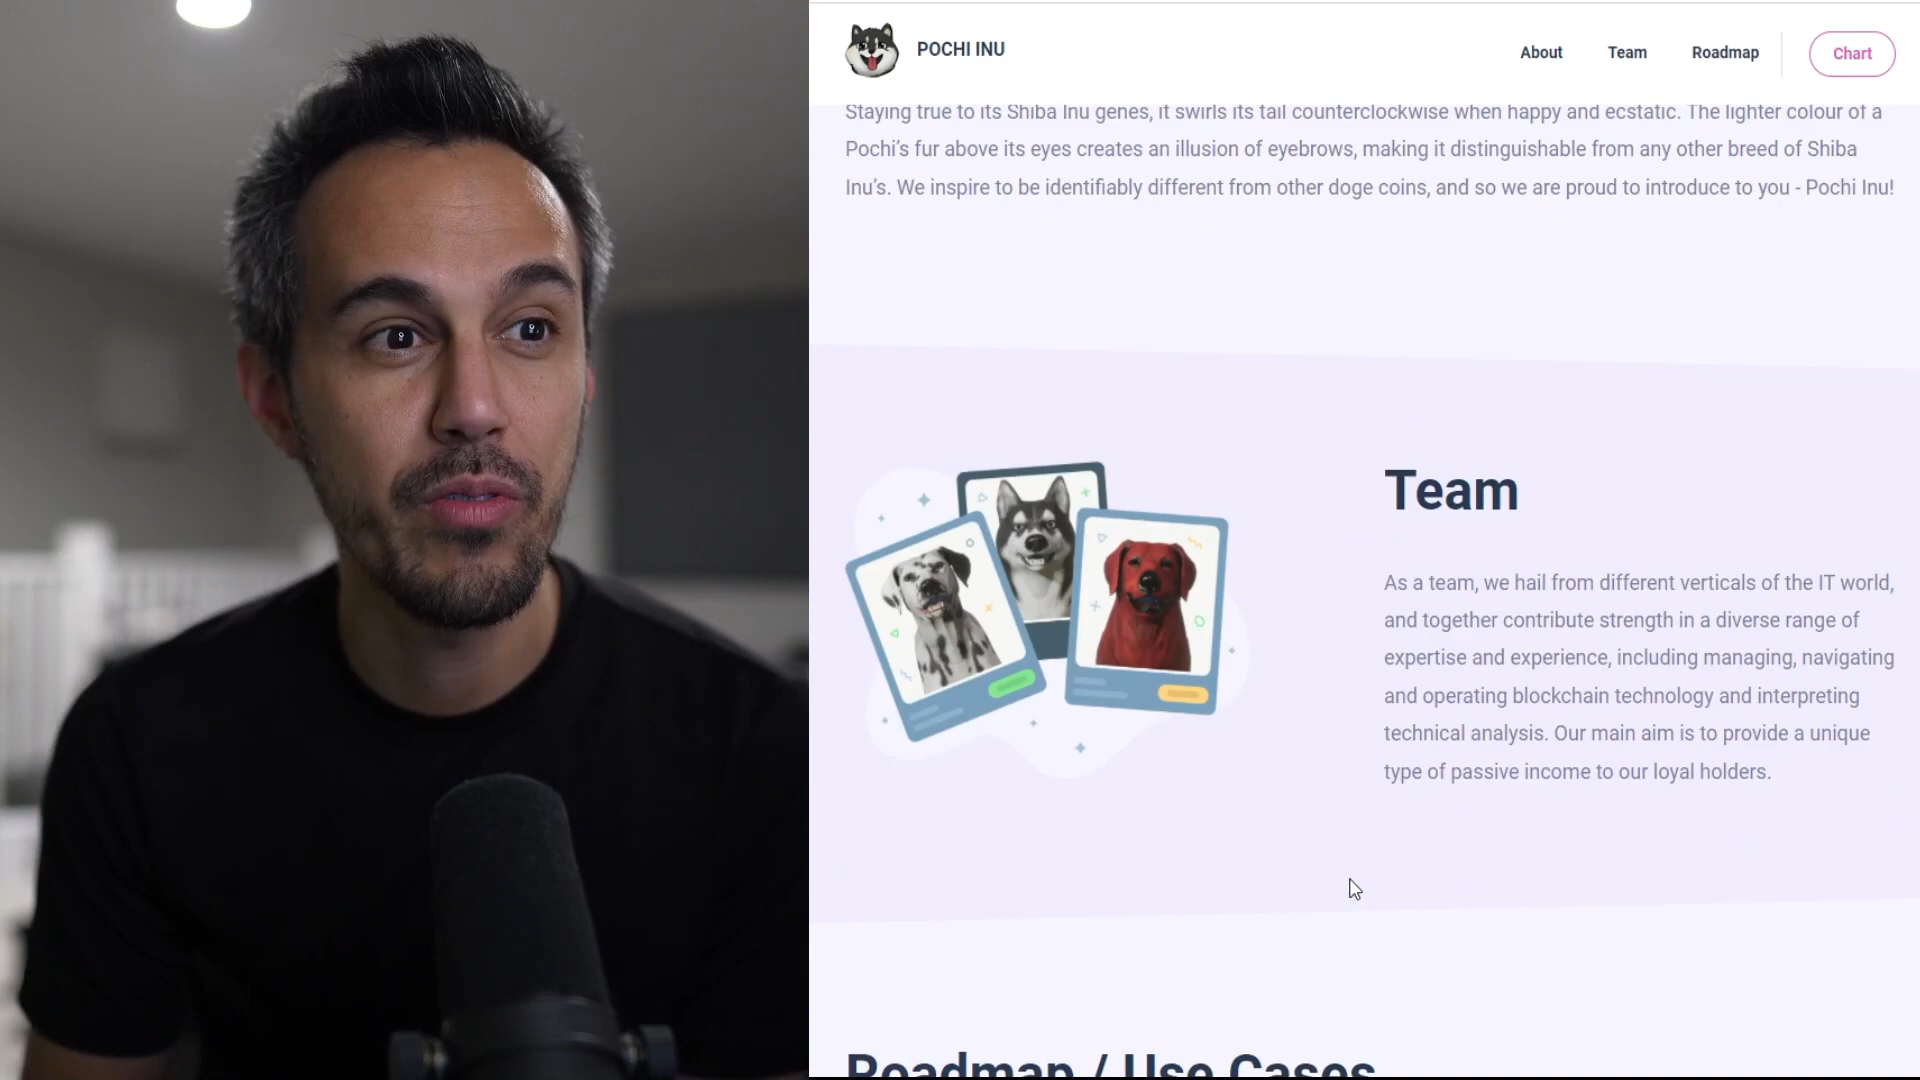 POCHI INU
About
Team
Roadmap
Chart
Staying true to its Shiba Inu genes, it swirls its tail counterclockwise when happy and ecstatic. The lighter colour of a
Pochi’s fur above its eyes creates an illusion of eyebrows, making it distinguishable from any other breed of Shiba
Inu’s. We inspire to be identifiably different from other doge coins, and so we are proud to introduce to you - Pochi Inu!
Team
As a team, we hail from different verticals of the IT world,
and together contribute strength in a diverse range of
expertise and experience, including managing, navigating
and operating blockchain technology and interpreting
technical analysis. Our main aim is to provide a unique
type of passive income to our loyal holders.
Roadmap / Use Cases